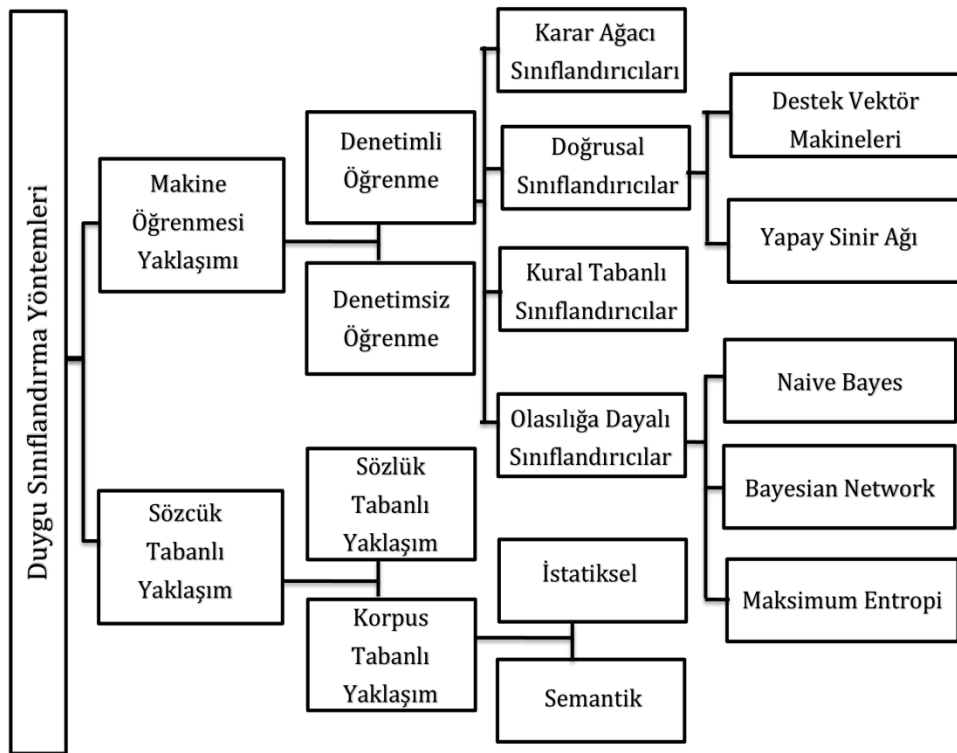 Duygu Sınıflandırma Yöntemleri
Makine
Öğrenmesi
Yaklaşımı
Sözcük
Tabanlı
Yaklaşım
Denetimli
Öğrenme
Denetimsiz
Öğrenme
Sözlük
Tabanlı
Yaklaşım
Korpus
Tabanlı
Yaklaşım
Karar Ağacı
Sınıflandırıcıları
Doğrusal
Sınıflandırıcılar
Kural Tabanlı
Sınıflandırıcılar
Olasılığa Dayalı
Sınıflandırıcılar
İstatiksel
Semantik
Destek Vektör
Makineleri
Yapay Sinir Ağı
Naive Bayes
Bayesian Network
Maksimum Entropi